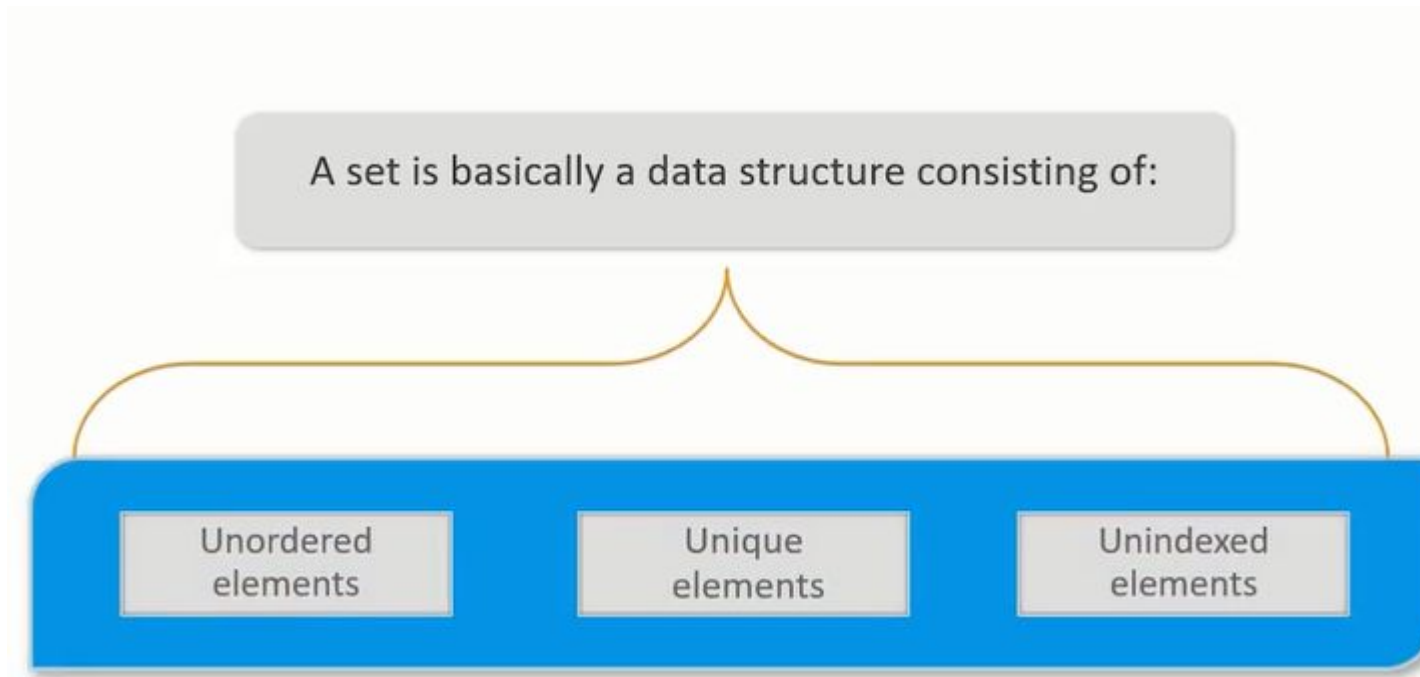 A set is basically a data structure consisting of:
Unordered
elements
Unique
elements
Unindexed
elements